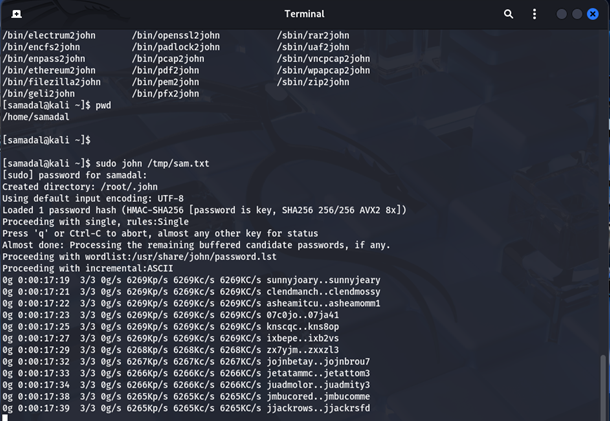 Terminal
/bin/electrum2john /bin/openssl2john /sbin/rar2john
/bin/encfs2john /bin/padlock2john /sbin/uaf2john
/bin/enpass2john /bin/pcap2john /sbin/vncpcap2john
/bin/ethereum2john /bin/pdf2john /sbin/wpapcap2john
/bin/filezilla2john /bin/pem2john /sbin/zip2john
/bin/geli2john /bin/pfx2john
[samadal@kali ~]$ pwd
/home/samadal
[samadal@kali ~]$
[samadal@kali ~]$ sudo john /tmp/sam.txt
[sudo] password for samadal:
Created directory: /root/.john
Using default input encoding: UTF-8
Loaded 1 password hash (HMAC-SHA256 [password is key, SHA256 256/256 AVX2 8x])
Proceeding with single, rules:Single
Press 'q' or Ctrl-C to abort, almost any other key for status
Almost done: Processing the remaining buffered candidate passwords, if any.
Proceeding with wordlist:/usr/share/john/password.lst
Proceeding with incremental:ASCII
0g 0:00:17:19 3/3 0g/s 6269Kp/s 6269Kc/s 6269KC/s sunnyjoary..sunnyjeary
0g 0:00:17:21 3/3 0g/s 6269Kp/s 6269Kc/s 6269KC/s clendmanch..clendmossy
0g 0:00:17:22 3/3 0g/s 6269Kp/s 6269Kc/s 6269KC/s asheamitcu..asheamomm1
0g 0:00:17:23 3/3 0g/s 6269Kp/s 6269Kc/s 6269KC/s 07c0jo..07ja41
0g 0:00:17:25 3/3 0g/s 6269Kp/s 6269Kc/s 6269KC/s knscqc..kns8op
0g 0:00:17:27 3/3 0g/s 6269Kp/s 6269Kc/s 6269KC/s ixbepe..ixb2vs
0g 0:00:17:29 3/3 0g/s 6268Kp/s 6268Kc/s 6268KC/s zx7yjm..zxxzl3
0g 0:00:17:32 3/3 0g/s 6267Kp/s 6267Kc/s 6267KC/s jojnbetay..jojnbrou7
0g 0:00:17:33 3/3 0g/s 6266Kp/s 6266Kc/s 6266KC/s jetatammc..jetattom3
0g 0:00:17:34 3/3 0g/s 6266Kp/s 6266Kc/s 6266KC/s juadmolor..juadmity3
0g 0:00:17:38 3/3 0g/s 6265Kp/s 6265Kc/s 6265KC/s jmbucored..jmbucomme
0g 0:00:17:39 3/3 0g/s 6265Kp/s 6265Kc/s 6265KC/s jjackrows..jjackrsfd